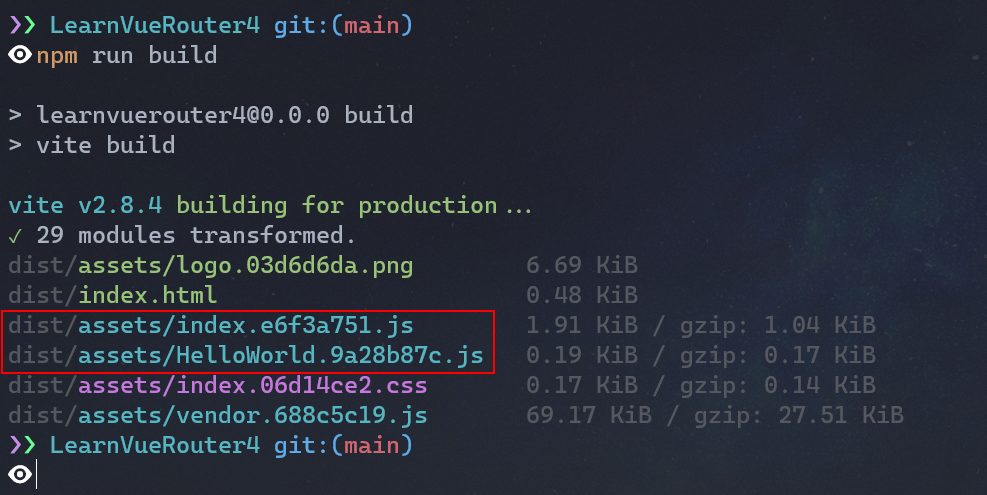 ❯❯ LearnVueRouter4 git:(main)
npm run build
> learnvuerouter4@0.0.0 build
> vite build
vite v2.8.4 building for production...
✓ 29 modules transformed.
dist/assets/logo.03d6d6da.png 6.69 KiB
dist/index.html 0.48 KiB
dist/assets/index.e6f3a751.js 1.91 KiB / gzip: 1.04 KiB
dist/assets/HelloWorld.9a28b87c.js 0.19 KiB / gzip: 0.17 KiB
dist/assets/index.06d14ce2.css 0.17 KiB / gzip: 0.14 KiB
dist/assets/vendor.688c5c19.js 69.17 KiB / gzip: 27.51 KiB
❯❯ LearnVueRouter4 git:(main)